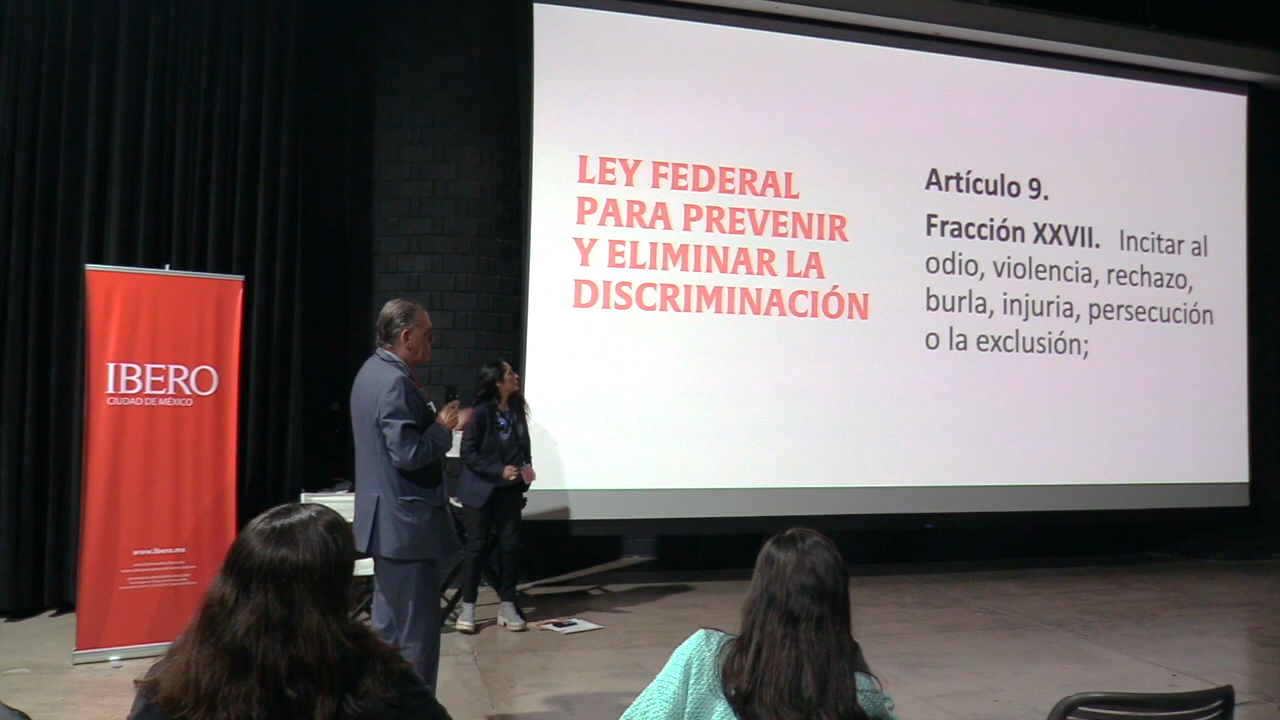 LEY FEDERAL
PARA PREVENIR
Y ELIMINAR LA
DISCRIMINACIÓN
Artículo 9.
Fracción XXVII. Incitar al
odio, violencia, rechazo,
burla, injuria, persecución
o la exclusión;
IBERO
CIUDAD DE MÉXICO
www.ibero.mx